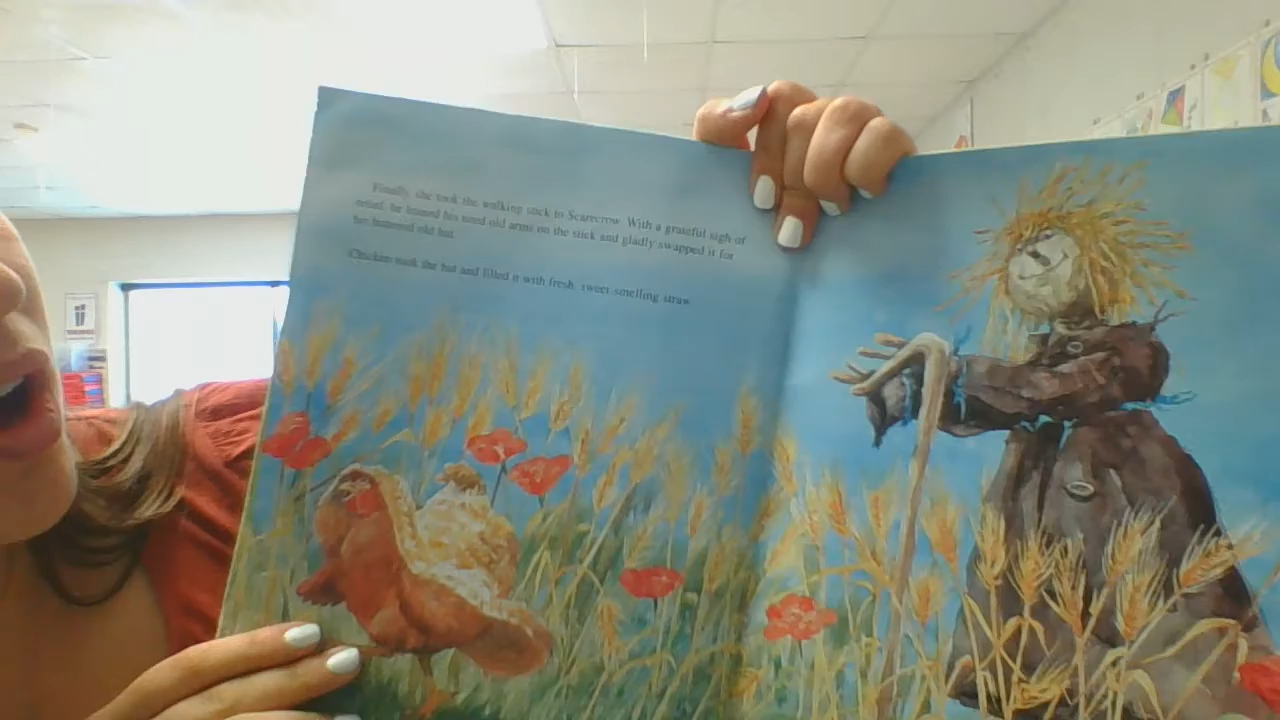 Finally, she took the walking stick to Scarecrow. With a grateful sigh of
relief, he leaned his tired old arms on the stick and gladly swapped it for
his battered old hat.
Chicken took the hat and filled it with fresh, sweet-smelling straw.